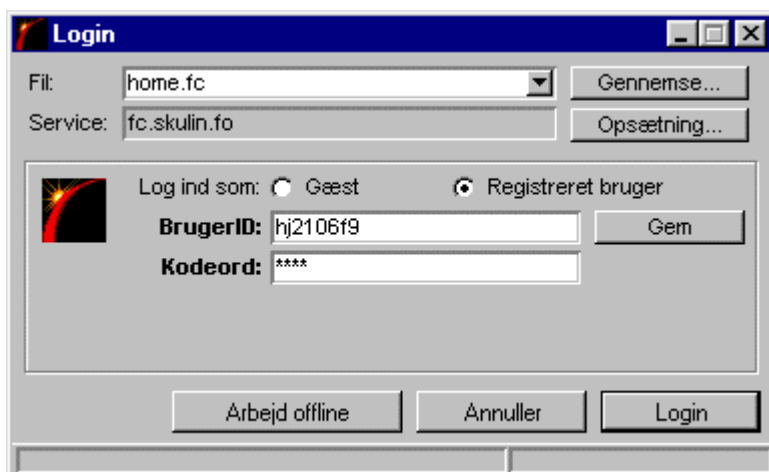 Login
Fil: home.fc Gennemse...
Service: fc.skulin.fo Opsætning...
Log ind som: Gæst Registreret bruger
BrugerID: hj2106f9 Gem
Kodeord: ****
Arbejd offline Annuller Login